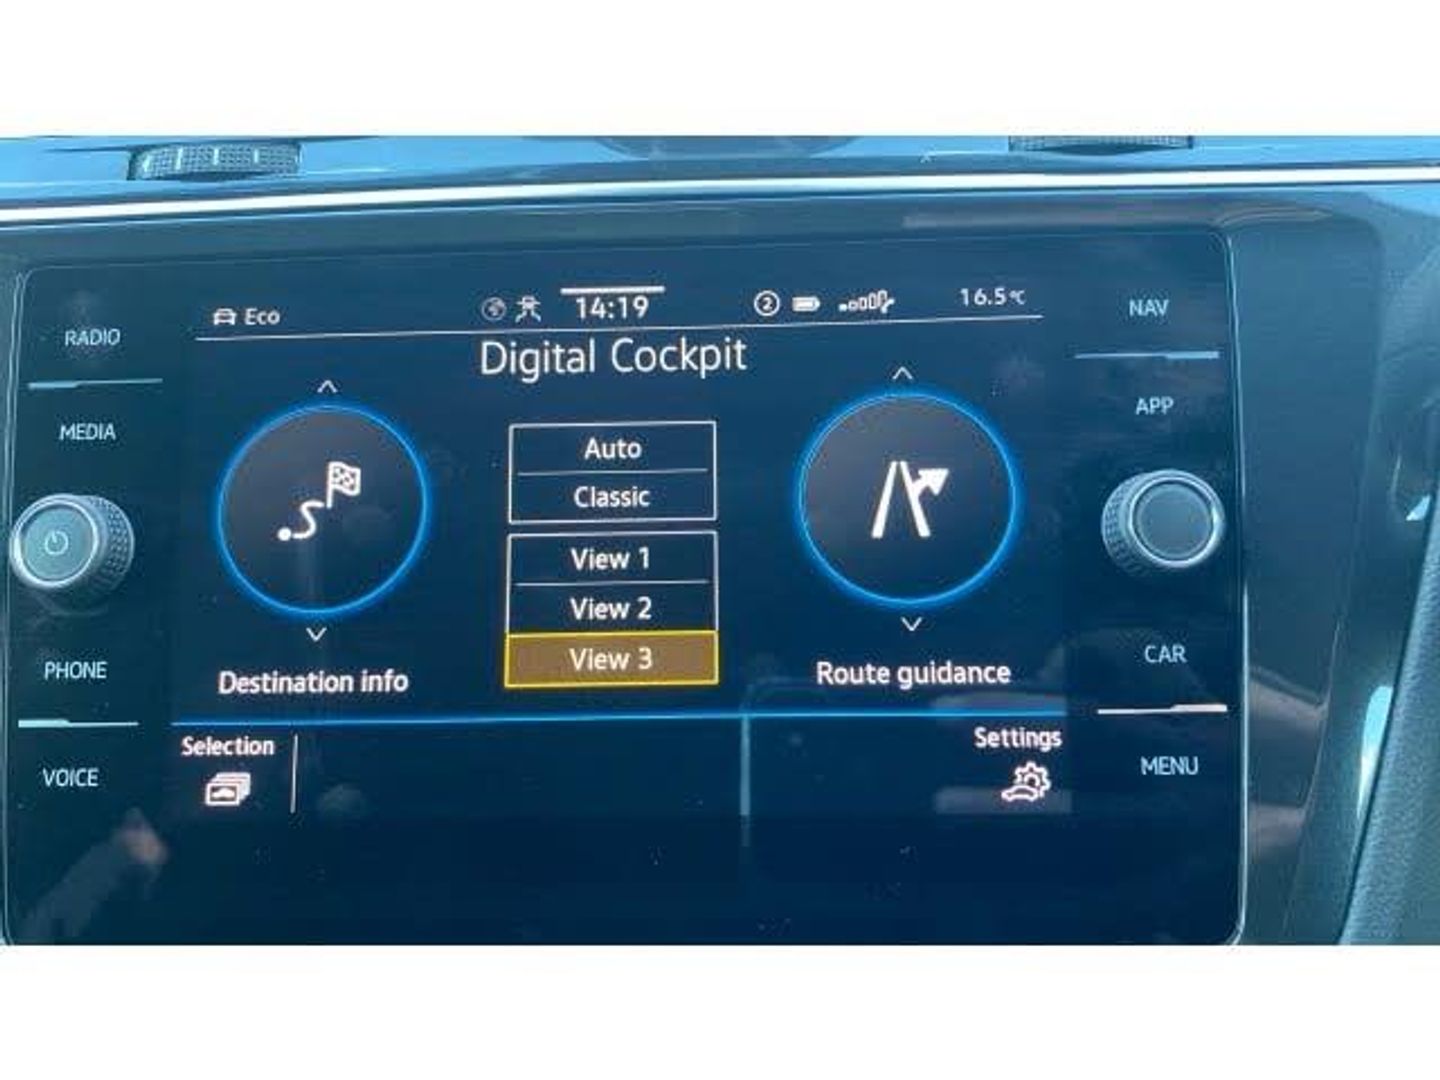 Eco
14:19
2
16.5°C
Digital Cockpit
RADIO
MEDIA
PHONE
VOICE
Auto
Classic
View 1
View 2
View 3
Destination info
Route guidance
Selection
Settings
NAV
APP
CAR
MENU